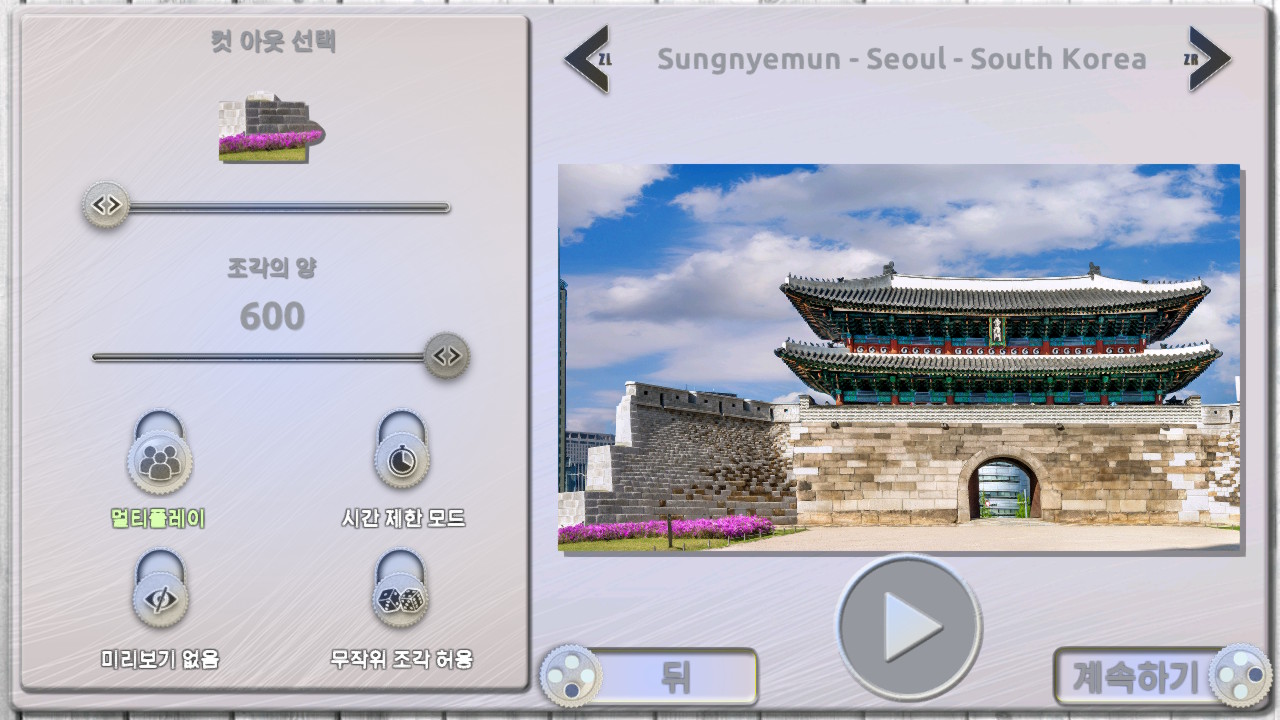 컷 아웃 선택
조각의 양
600
멀티플레이
시간 제한 모드
미리보기 없음
무작위 조각 허용
ZL
Sungnyemun - Seoul - South Korea
ZR
뒤
계속하기